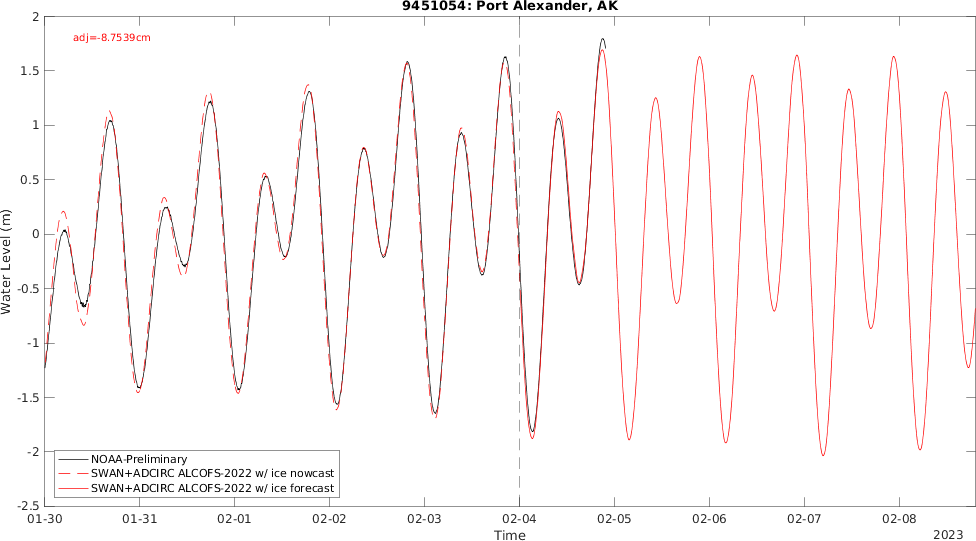 9451054: Port Alexander, AK
adj=-8.7539cm
2
1.5
1
0.5
0
-0.5
-1
-1.5
-2
-2.5
Water Level (m)
NOAA-Preliminary
SWAN+ADCIRC ALCOFS-2022 w/ ice nowcast
SWAN+ADCIRC ALCOFS-2022 w/ ice forecast
01-30 01-31 02-01 02-02 02-03 02-04 02-05 02-06 02-07 02-08
Time
2023